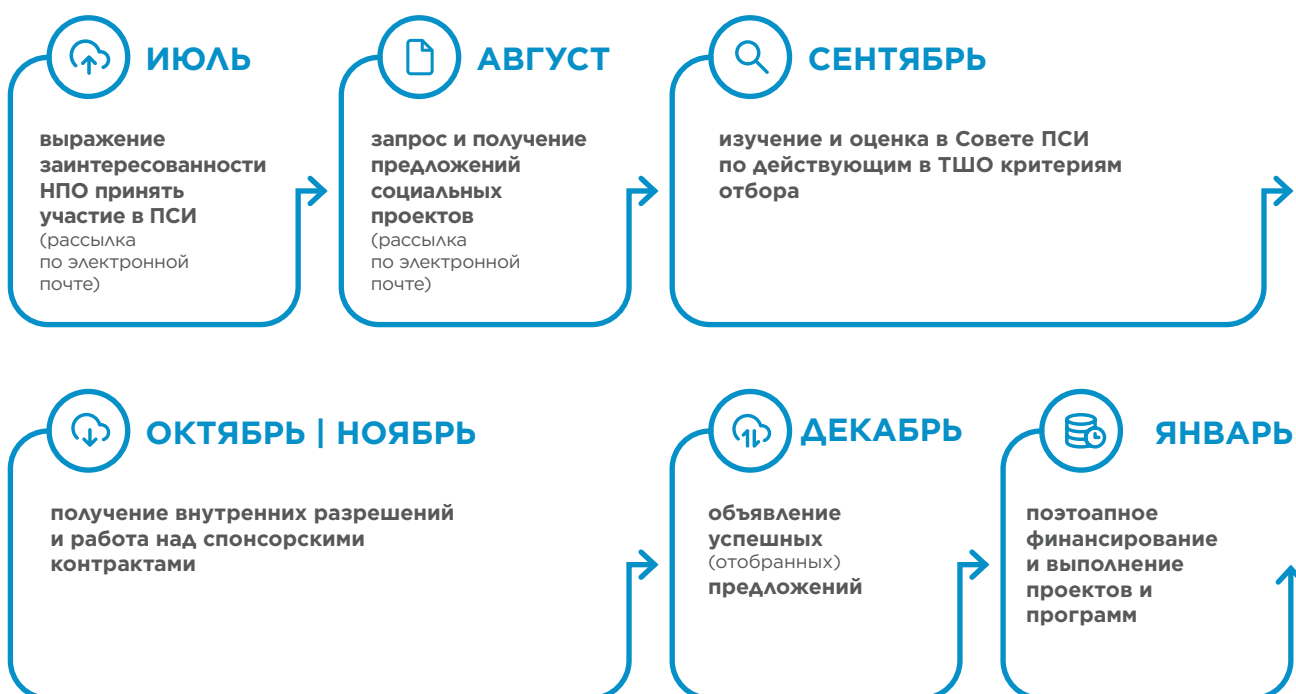 ИЮЛЬ
выражение
заинтересованности
НПО принять
участие в ПСИ
(рассылка
по электронной
почте)
АВГУСТ
запрос и получение
предложений
социальных
проектов
(рассылка
по электронной
почте)
СЕНТЯБРЬ
изучение и оценка в Совете ПСИ
по действующим в ТШО критериям
отбора
ОКТЯБРЬ | НОЯБРЬ
получение внутренних разрешений
и работа над спонсорскими
контрактами
ДЕКАБРЬ
объявление
успешных
(отобранных)
предложений
ЯНВАРЬ
поэтоапное
финансирование
и выполнение
проектов и
программ